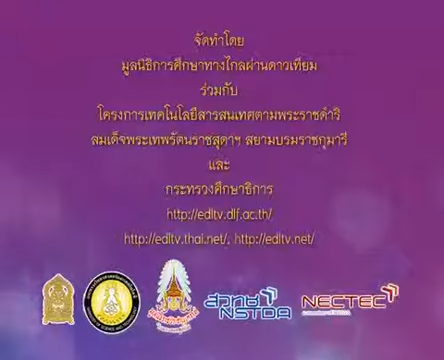 จัดทำโดย
มูลนิธิการศึกษาทางไกลผ่านดาวเทียม
ร่วมกับ
โครงการเทคโนโลยีสารสนเทศตามพระราชดำริ
สมเด็จพระเทพรัตนราชสุดาฯ สยามบรมราชกุมารี
และ
กระทรวงศึกษาธิการ
http://edltv.dlf.ac.th/
http://edltv.thai.net/, http://edltv.net/
สวทช NECTEC
NSTDA